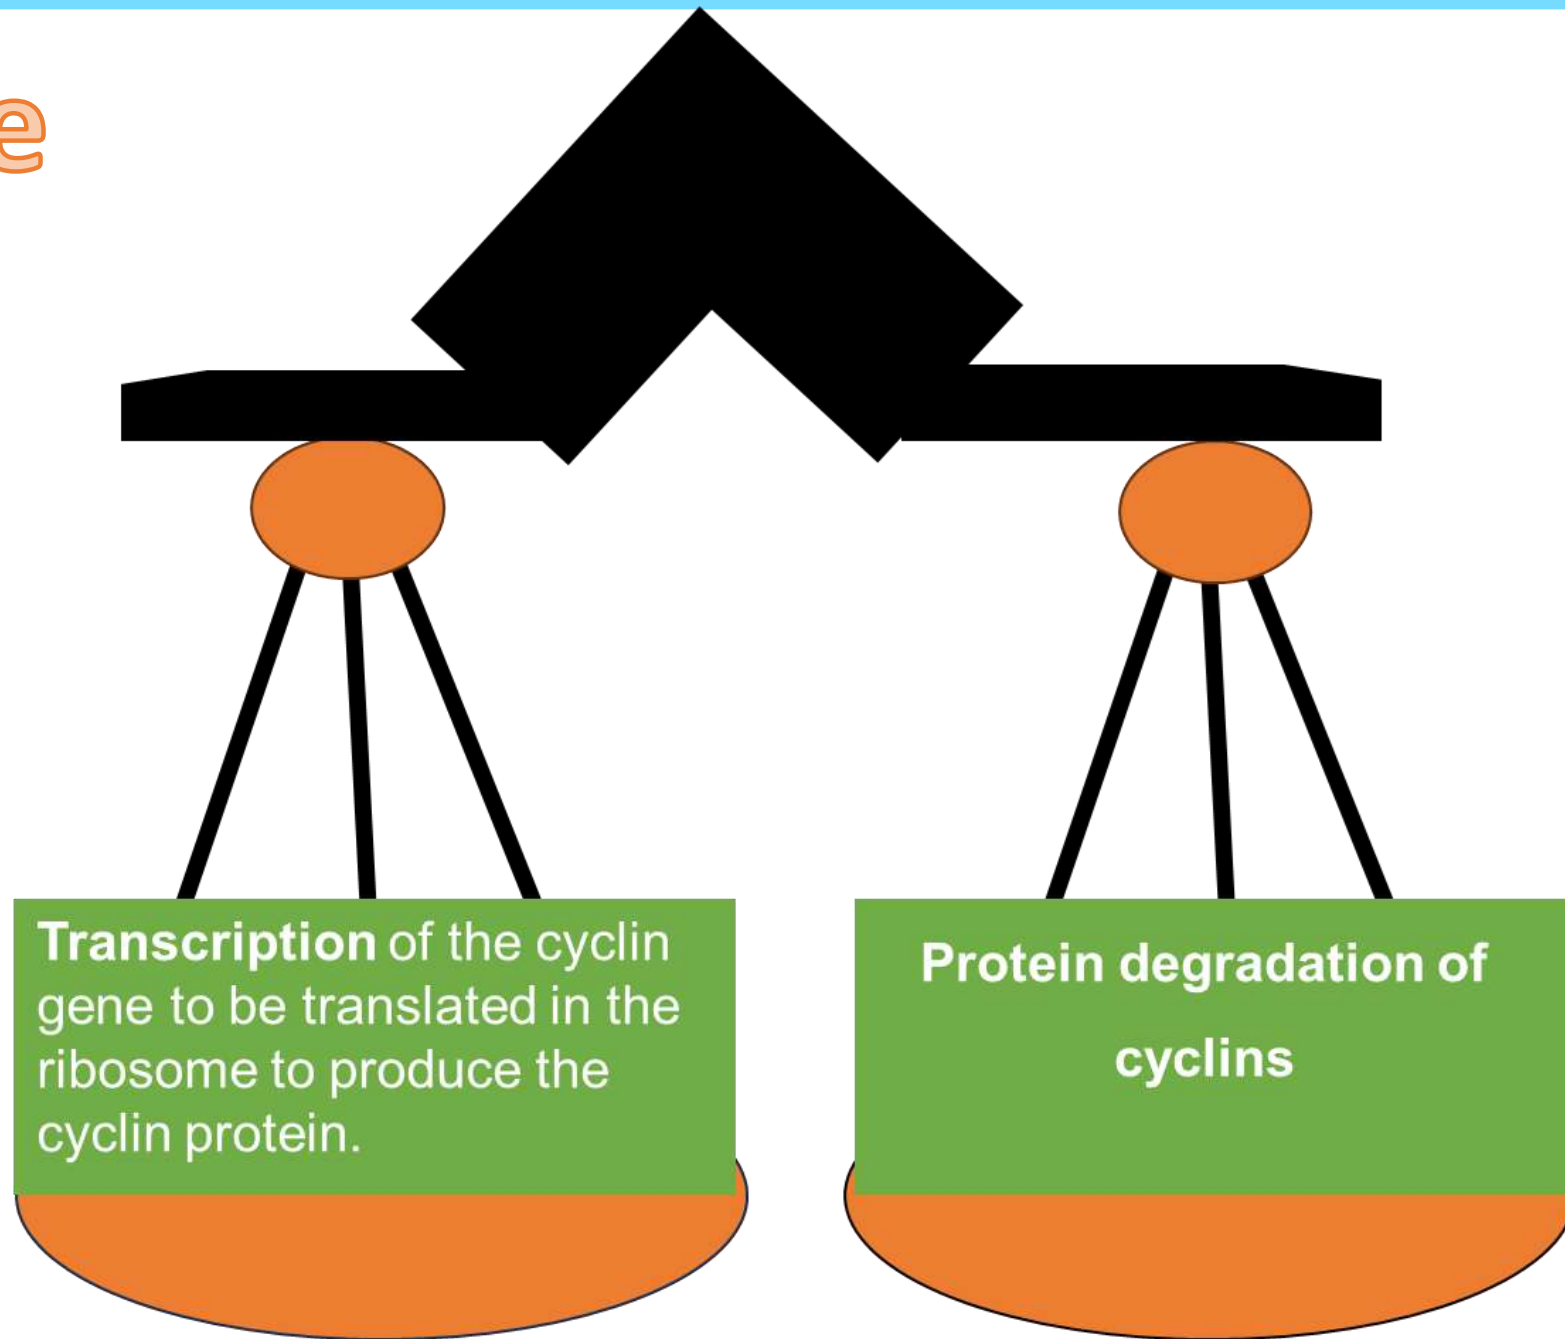 e
Transcription of the cyclin
gene to be translated in the
ribosome to produce the
cyclin protein.
Protein degradation of
cyclins